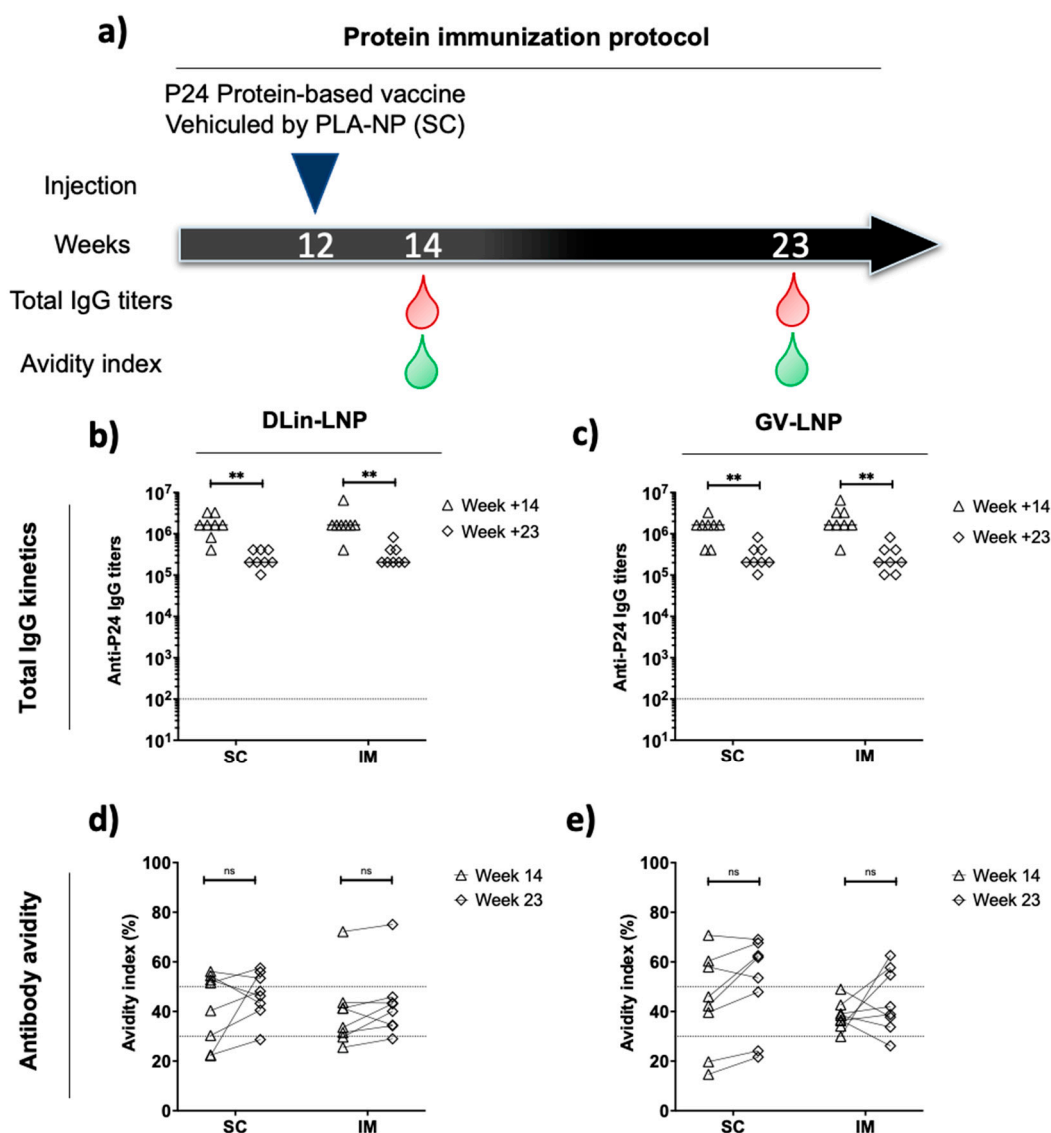 a)
Protein immunization protocol
P24 Protein-based vaccine
Vehiculed by PLA-NP (SC)
Injection
Weeks
12 14 23
Total IgG titers
Avidity index
Total IgG kinetics
b)
DLin-LNP
** **
Anti-P24 IgG titers
10⁷
10⁶
10⁵
10⁴
10³
10²
10¹
SC IM
Week +14
Week +23
c)
GV-LNP
** **
Anti-P24 IgG titers
10⁷
10⁶
10⁵
10⁴
10³
10²
10¹
SC IM
Week +14
Week +23
Antibody avidity
d)
ns ns
Avidity index (%)
100
80
60
40
20
0
SC IM
Week 14
Week 23
e)
ns ns
Avidity index (%)
100
80
60
40
20
0
SC IM
Week 14
Week 23